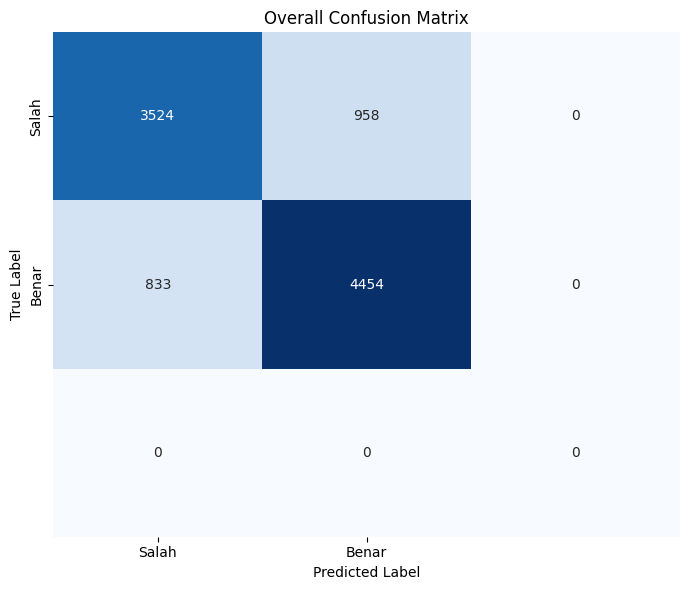 Overall Confusion Matrix
Salah
3524
958
0
True Label
Benar
833
4454
0
0
0
0
Salah
Benar
Predicted Label